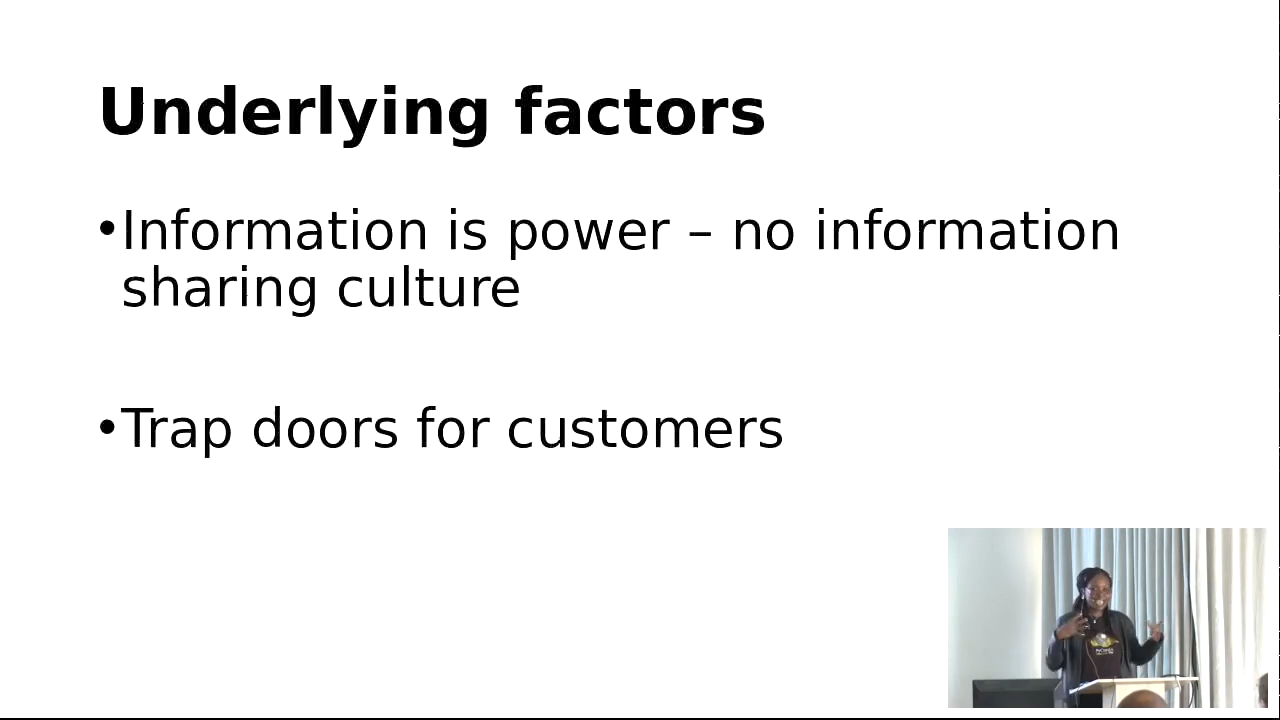 Underlying factors
•Information is power – no information
sharing culture
•Trap doors for customers